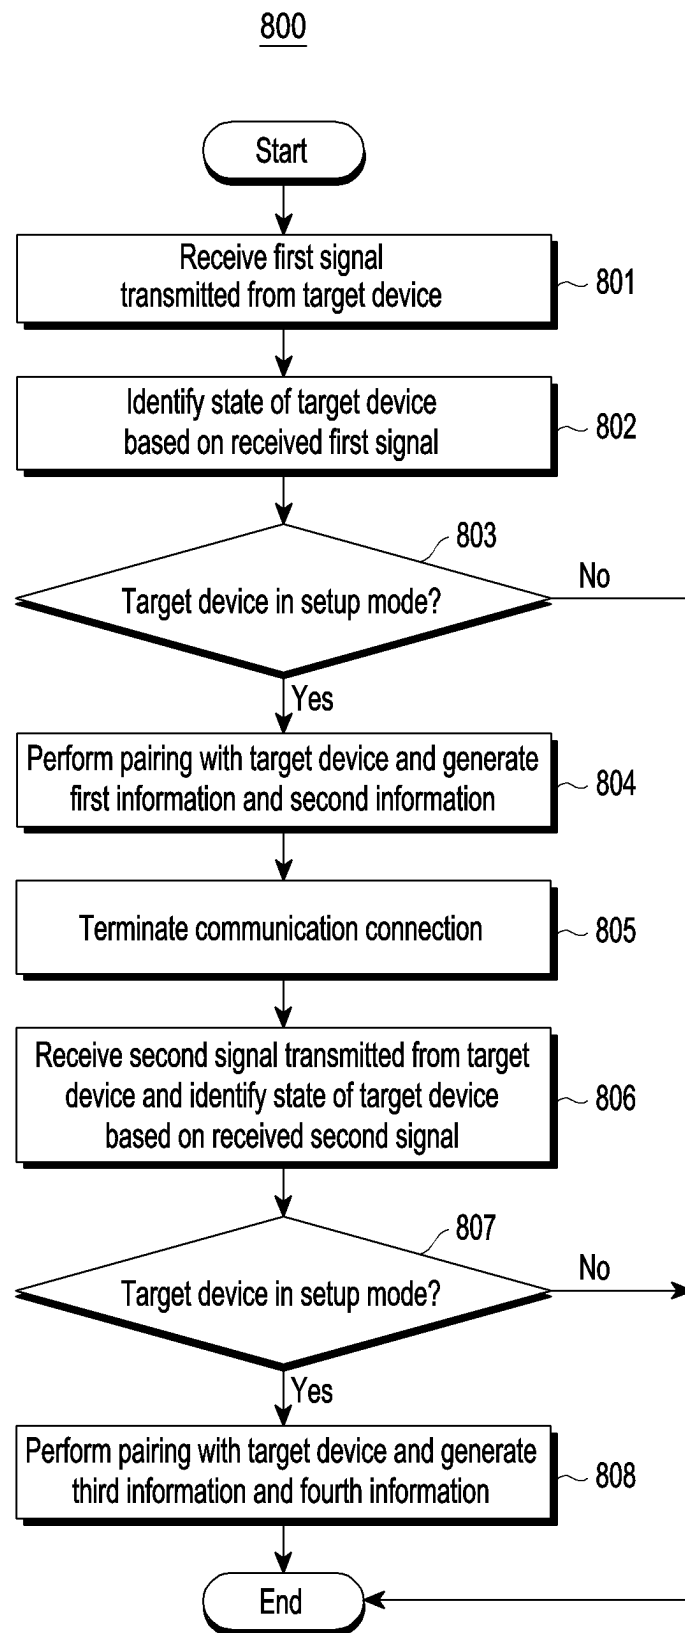 800
Start
Receive first signal
transmitted from target device
801
Identify state of target device
based on received first signal
802
803
Target device in setup mode?
No
Yes
Perform pairing with target device and generate
first information and second information
804
Terminate communication connection
805
Receive second signal transmitted from target
device and identify state of target device
based on received second signal
806
807
Target device in setup mode?
No
Yes
Perform pairing with target device and generate
third information and fourth information
808
End